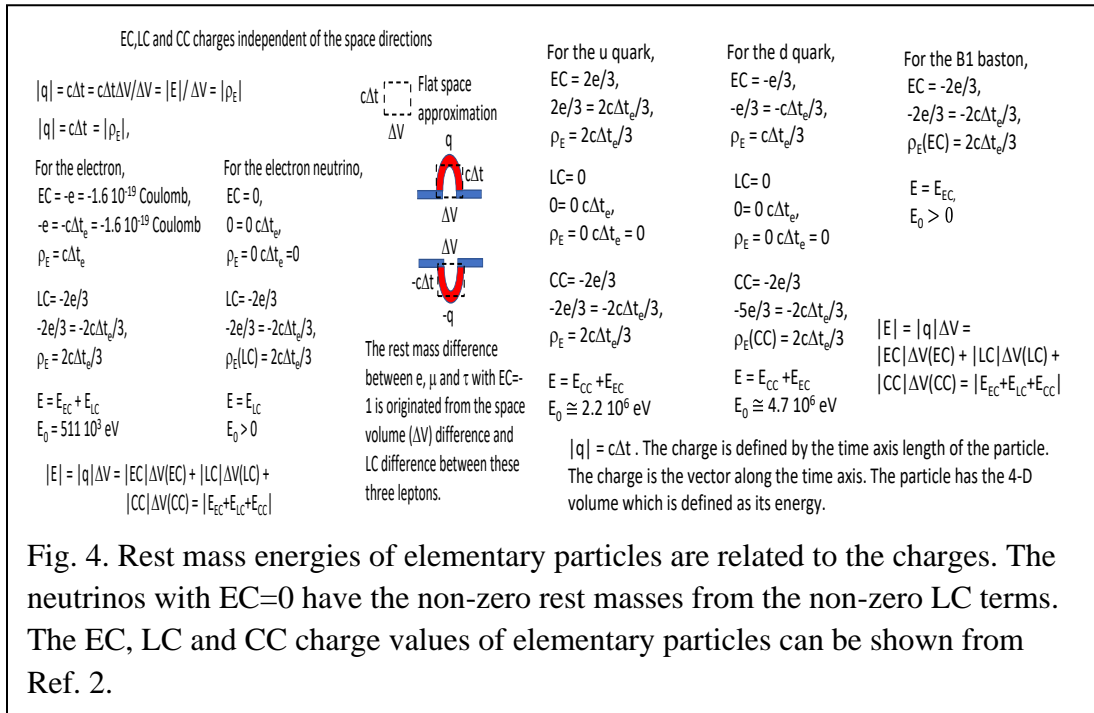 EC,LC and CC charges independent of the space directions
|q| = cΔt = cΔtΔV/ΔV = |E|/ ΔV = |ρE|
|q| = cΔt = |ρE|,
For the electron,
EC = -e = -1.6 10-19 Coulomb,
-e = -cΔte = -1.6 10-19 Coulomb
ρE = cΔte
LC= -2e/3
-2e/3 = -2cΔte/3,
ρE = 2cΔte/3
E = EEC + ELC
E0 = 511 103 eV
For the electron neutrino,
EC = 0,
0 = 0 cΔte,
ρE = 0 cΔte =0
LC= -2e/3
-2e/3 = -2cΔte/3,
ρE(LC) = 2cΔte/3
E = ELC
E0 > 0
|E| = |q|ΔV = |EC|ΔV(EC) + |LC|ΔV(LC) +
|CC|ΔV(CC) = |EEC+ELC+ECC|
cΔt
ΔV
Flat space
approximation
q
cΔt
ΔV
ΔV
-cΔt
-q
The rest mass difference
between e, μ and τ with EC=-
1 is originated from the space
volume (ΔV) difference and
LC difference between these
three leptons.
For the u quark,
EC = 2e/3,
2e/3 = 2cΔte/3,
ρE = 2cΔte/3
LC= 0
0= 0 cΔte,
ρE = 0 cΔte = 0
CC= -2e/3
-2e/3 = -2cΔte/3,
ρE = 2cΔte/3
E = ECC +EEC
E0 ≅ 2.2 106 eV
For the d quark,
EC = -e/3,
-e/3 = -cΔte/3,
ρE = cΔte/3
LC= 0
0= 0 cΔte,
ρE = 0 cΔte = 0
CC= -2e/3
-5e/3 = -2cΔte/3,
ρE(CC) = 2cΔte/3
E = ECC +EEC
E0 ≅ 4.7 106 eV
For the B1 baston,
EC = -2e/3,
-2e/3 = -2cΔte/3,
ρE(EC) = 2cΔte/3
E = EEC,
E0 > 0
|E| = |q|ΔV =
|EC|ΔV(EC) + |LC|ΔV(LC) +
|CC|ΔV(CC) = |EEC+ELC+ECC|
|q| = cΔt . The charge is defined by the time axis length of the particle.
The charge is the vector along the time axis. The particle has the 4-D
volume which is defined as its energy.
Fig. 4. Rest mass energies of elementary particles are related to the charges. The
neutrinos with EC=0 have the non-zero rest masses from the non-zero LC terms.
The EC, LC and CC charge values of elementary particles can be shown from
Ref. 2.